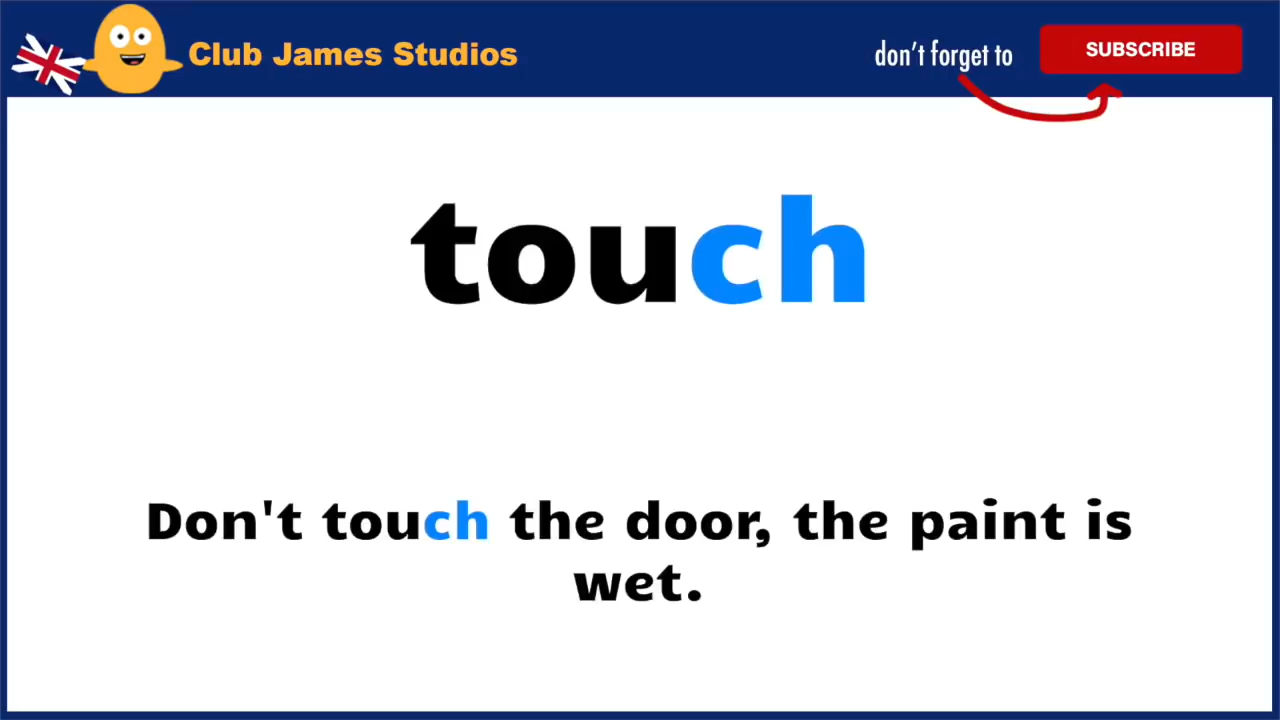 Club James Studios
don't forget to
SUBSCRIBE
touch
Don't touch the door, the paint is
wet.